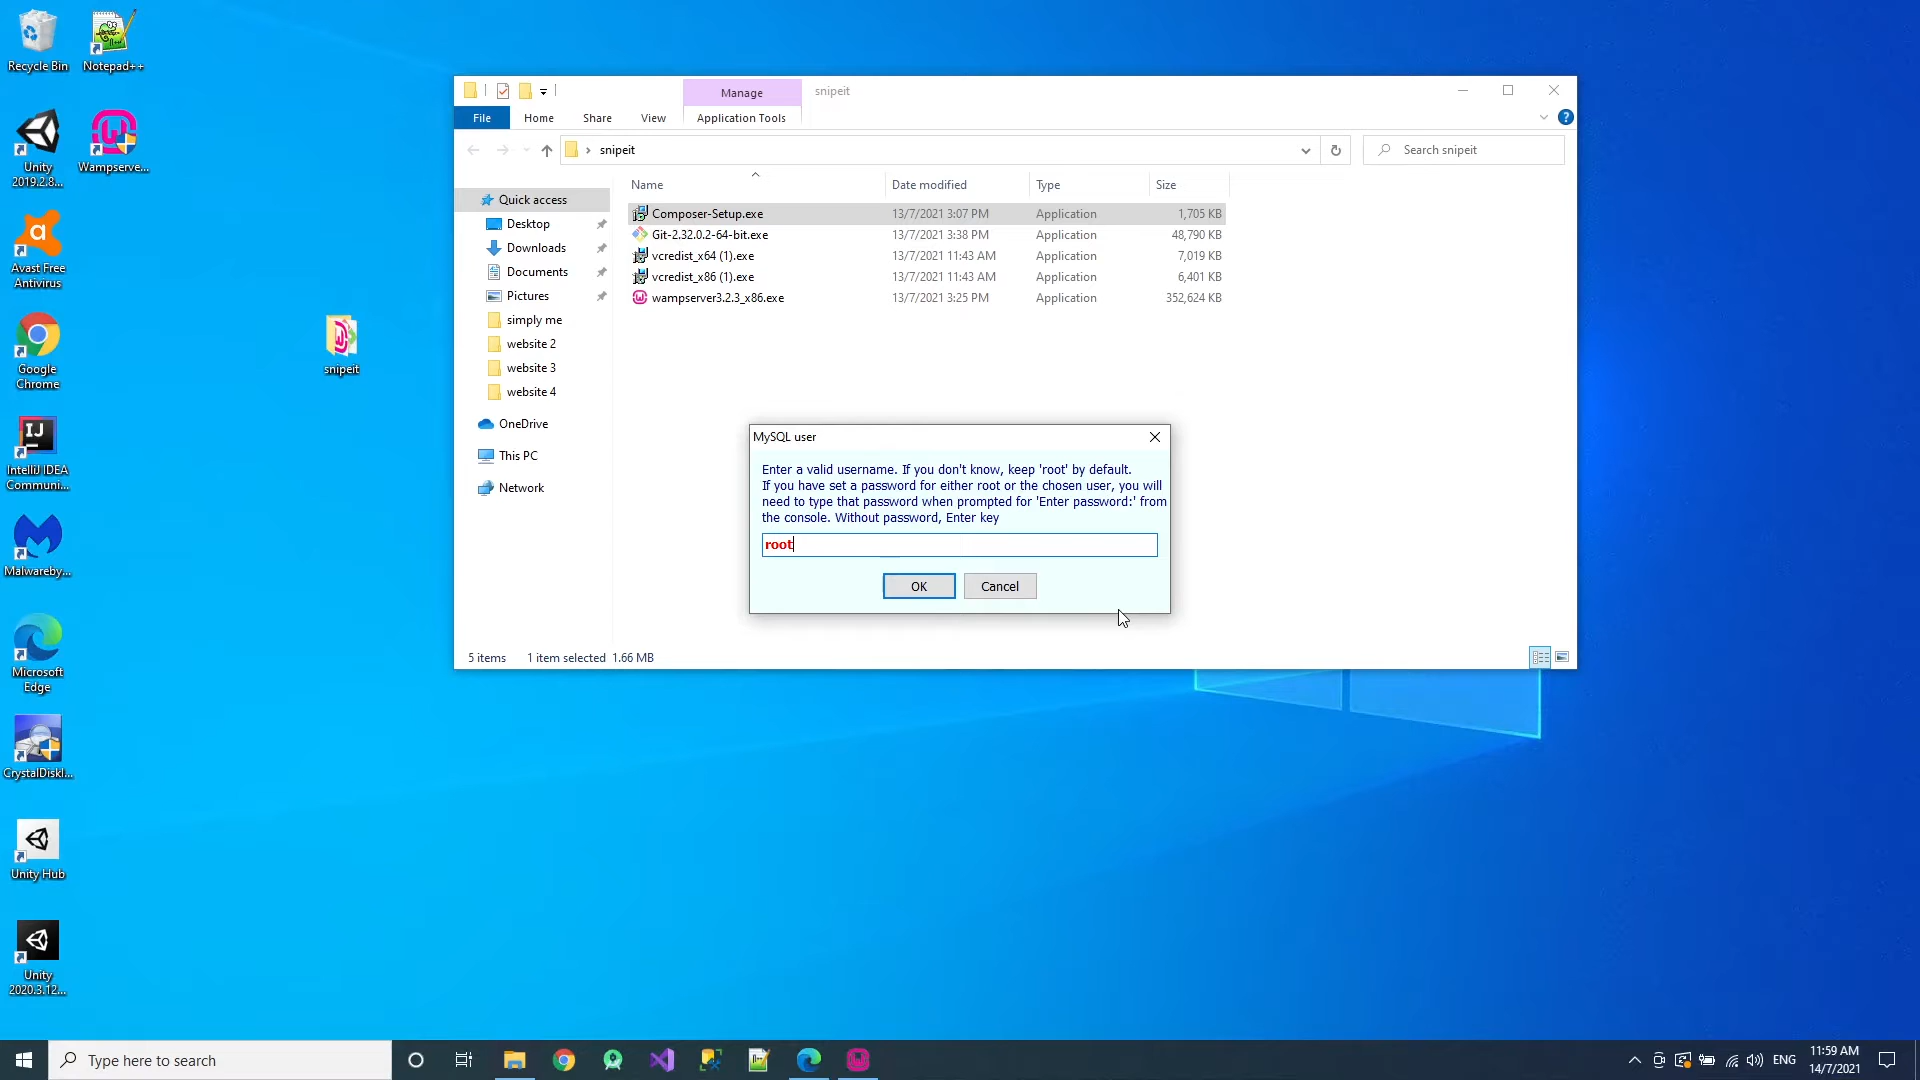 Recycle Bin
Notepad++
Unity
2019.2.8...
Wampserve...
Avast Free
Antivirus
Google
Chrome
IntelliJ IDEA
Communi...
Malwareby...
Microsoft
Edge
CrystalDiskI...
Unity Hub
Unity
2020.3.12...
snipeit
Manage
snipeit
File
Home
Share
View
Application Tools
snipeit
Search snipeit
Name
Date modified
Type
Size
Quick access
Desktop
Downloads
Documents
Pictures
simply me
website 2
website 3
website 4
OneDrive
This PC
Network
Composer-Setup.exe 13/7/2021 3:07 PM Application 1,705 KB
Git-2.32.0.2-64-bit.exe 13/7/2021 3:38 PM Application 48,790 KB
vcredist_x64 (1).exe 13/7/2021 11:43 AM Application 7,019 KB
vcredist_x86 (1).exe 13/7/2021 11:43 AM Application 6,401 KB
wampserver3.2.3_x86.exe 13/7/2021 3:25 PM Application 352,624 KB
MySQL user
Enter a valid username. If you don't know, keep 'root' by default.
If you have set a password for either root or the chosen user, you will
need to type that password when prompted for 'Enter password:' from
the console. Without password, Enter key
root
OK
Cancel
5 items 1 item selected 1.66 MB
Type here to search
ENG
11:59 AM
14/7/2021